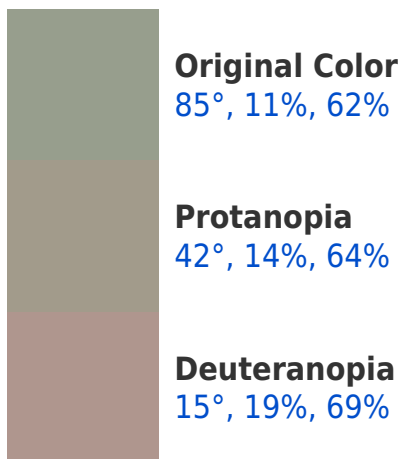 Original Color
85°, 11%, 62%
Protanopia
42°, 14%, 64%
Deuteranopia
15°, 19%, 69%